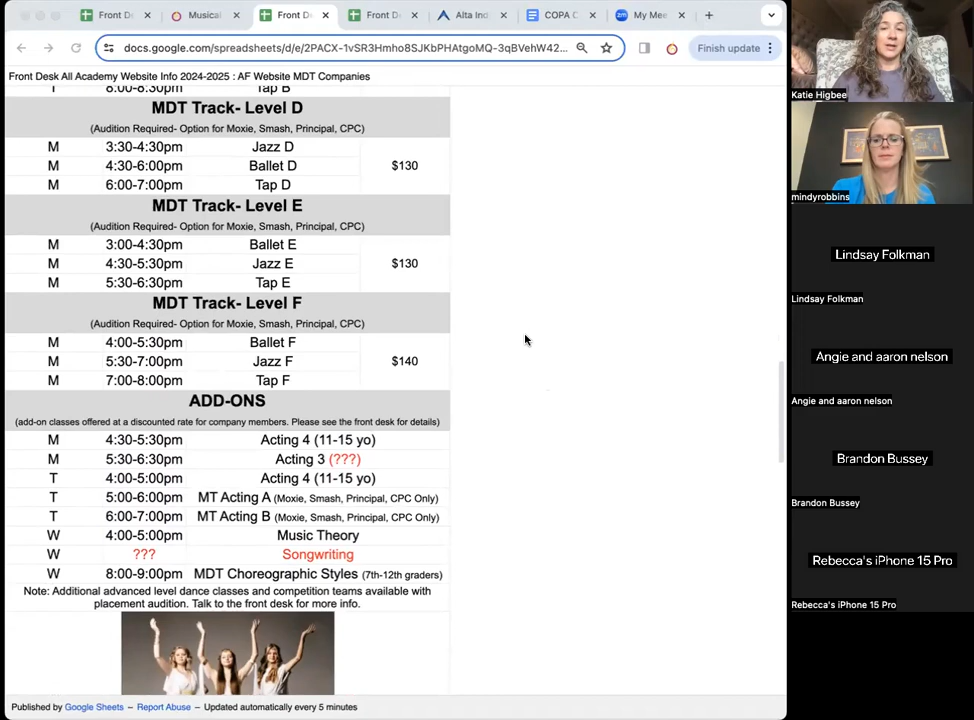 Front D
Musical
Front D
Front D
Alta Ind
COPA C
My Mee
docs.google.com/spreadsheets/d/e/2PACX-1vSR3Hmho8SJKbPHAtgoMQ-3qBVehW42...
Finish update
Front Desk All Academy Website Info 2024-2025 : AF Website MDT Companies
T 8:00-8:30pm Tap B
MDT Track- Level D
(Audition Required- Option for Moxie, Smash, Principal, CPC)
M 3:30-4:30pm Jazz D
M 4:30-6:00pm Ballet D $130
M 6:00-7:00pm Tap D
MDT Track- Level E
(Audition Required- Option for Moxie, Smash, Principal, CPC)
M 3:00-4:30pm Ballet E
M 4:30-5:30pm Jazz E $130
M 5:30-6:30pm Tap E
MDT Track- Level F
(Audition Required- Option for Moxie, Smash, Principal, CPC)
M 4:00-5:30pm Ballet F
M 5:30-7:00pm Jazz F $140
M 7:00-8:00pm Tap F
ADD-ONS
(add-on classes offered at a discounted rate for company members. Please see the front desk for details)
M 4:30-5:30pm Acting 4 (11-15 yo)
M 5:30-6:30pm Acting 3 (???)
T 4:00-5:00pm Acting 4 (11-15 yo)
T 5:00-6:00pm MT Acting A (Moxie, Smash, Principal, CPC Only)
T 6:00-7:00pm MT Acting B (Moxie, Smash, Principal, CPC Only)
W 4:00-5:00pm Music Theory
W ??? Songwriting
W 8:00-9:00pm MDT Choreographic Styles (7th-12th graders)
Note: Additional advanced level dance classes and competition teams available with
placement audition. Talk to the front desk for more info.
Published by Google Sheets – Report Abuse – Updated automatically every 5 minutes
Katie Higbee
mindyrobbins
Lindsay Folkman
Lindsay Folkman
Angie and aaron nelson
Angie and aaron nelson
Brandon Bussey
Brandon Bussey
Rebecca's iPhone 15 Pro
Rebecca's iPhone 15 Pro